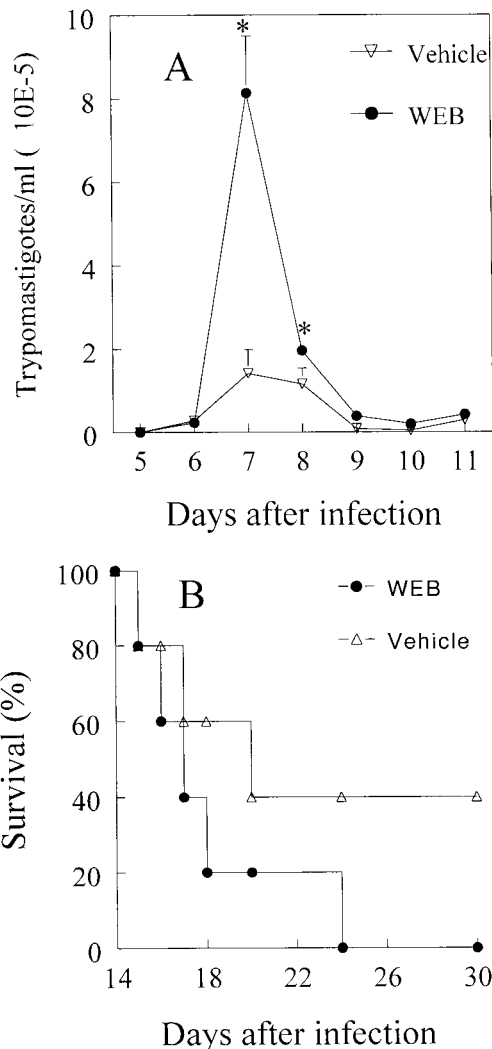 10
8
6
4
2
0
Trypomastigotes/ml ( 10E-5)
A
*
*
Vehicle
WEB
5 6 7 8 9 10 11
Days after infection
100
80
60
40
20
0
Survival (%)
B
WEB
Vehicle
14 18 22 26 30
Days after infection